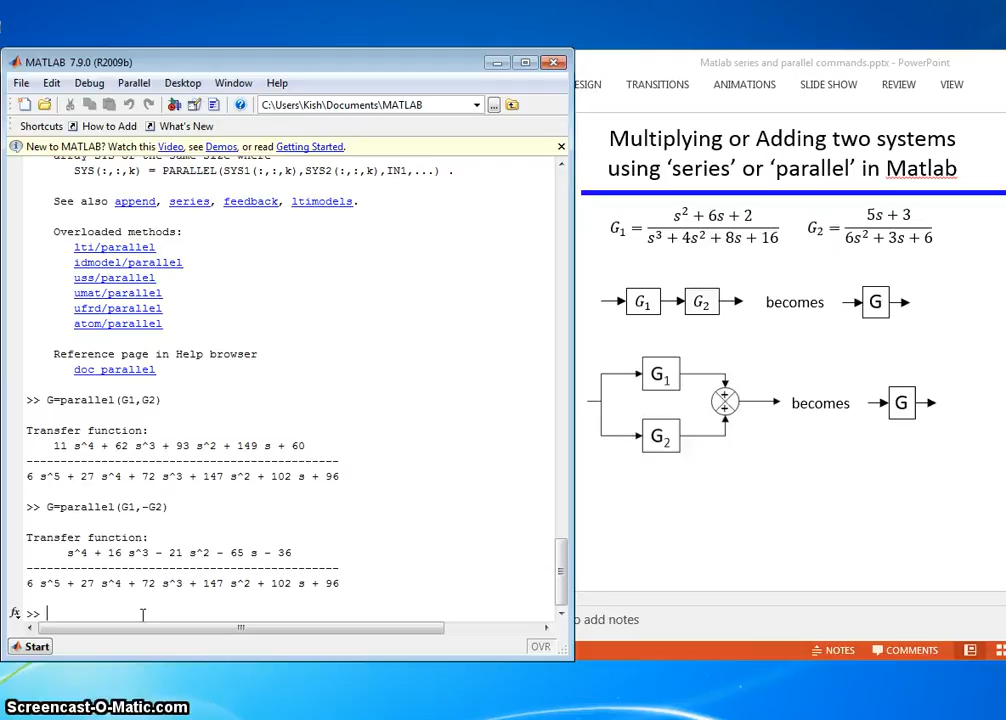 MATLAB 7.9.0 (R2009b)
File Edit Debug Parallel Desktop Window Help
C:\Users\Kish\Documents\MATLAB
Shortcuts How to Add What's New
New to MATLAB? Watch this Video, see Demos, or read Getting Started.
SYS(:,:,k) = PARALLEL(SYS1(:,:,k),SYS2(:,:,k),IN1,...) .
See also append, series, feedback, ltimodels.
Overloaded methods:
lti/parallel
idmodel/parallel
uss/parallel
umat/parallel
ufrd/parallel
atom/parallel
Reference page in Help browser
doc parallel
>> G=parallel(G1,G2)
Transfer function:
11 s^4 + 62 s^3 + 93 s^2 + 149 s + 60
-----------------------------------------------
6 s^5 + 27 s^4 + 72 s^3 + 147 s^2 + 102 s + 96
>> G=parallel(G1,-G2)
Transfer function:
s^4 + 16 s^3 - 21 s^2 - 65 s - 36
-----------------------------------------------
6 s^5 + 27 s^4 + 72 s^3 + 147 s^2 + 102 s + 96
fx >>
Start
OVR
Matlab series and parallel commands.pptx - PowerPoint
ESIGN TRANSITIONS ANIMATIONS SLIDE SHOW REVIEW VIEW
Multiplying or Adding two systems
using ‘series’ or ‘parallel’ in Matlab
G₁ = (s² + 6s + 2)/(s³ + 4s² + 8s + 16) G₂ = (5s + 3)/(6s² + 3s + 6)
G₁ G₂ becomes G
G₁
+
+
becomes G
G₂
o add notes
NOTES COMMENTS
Screencast-O-Matic.com